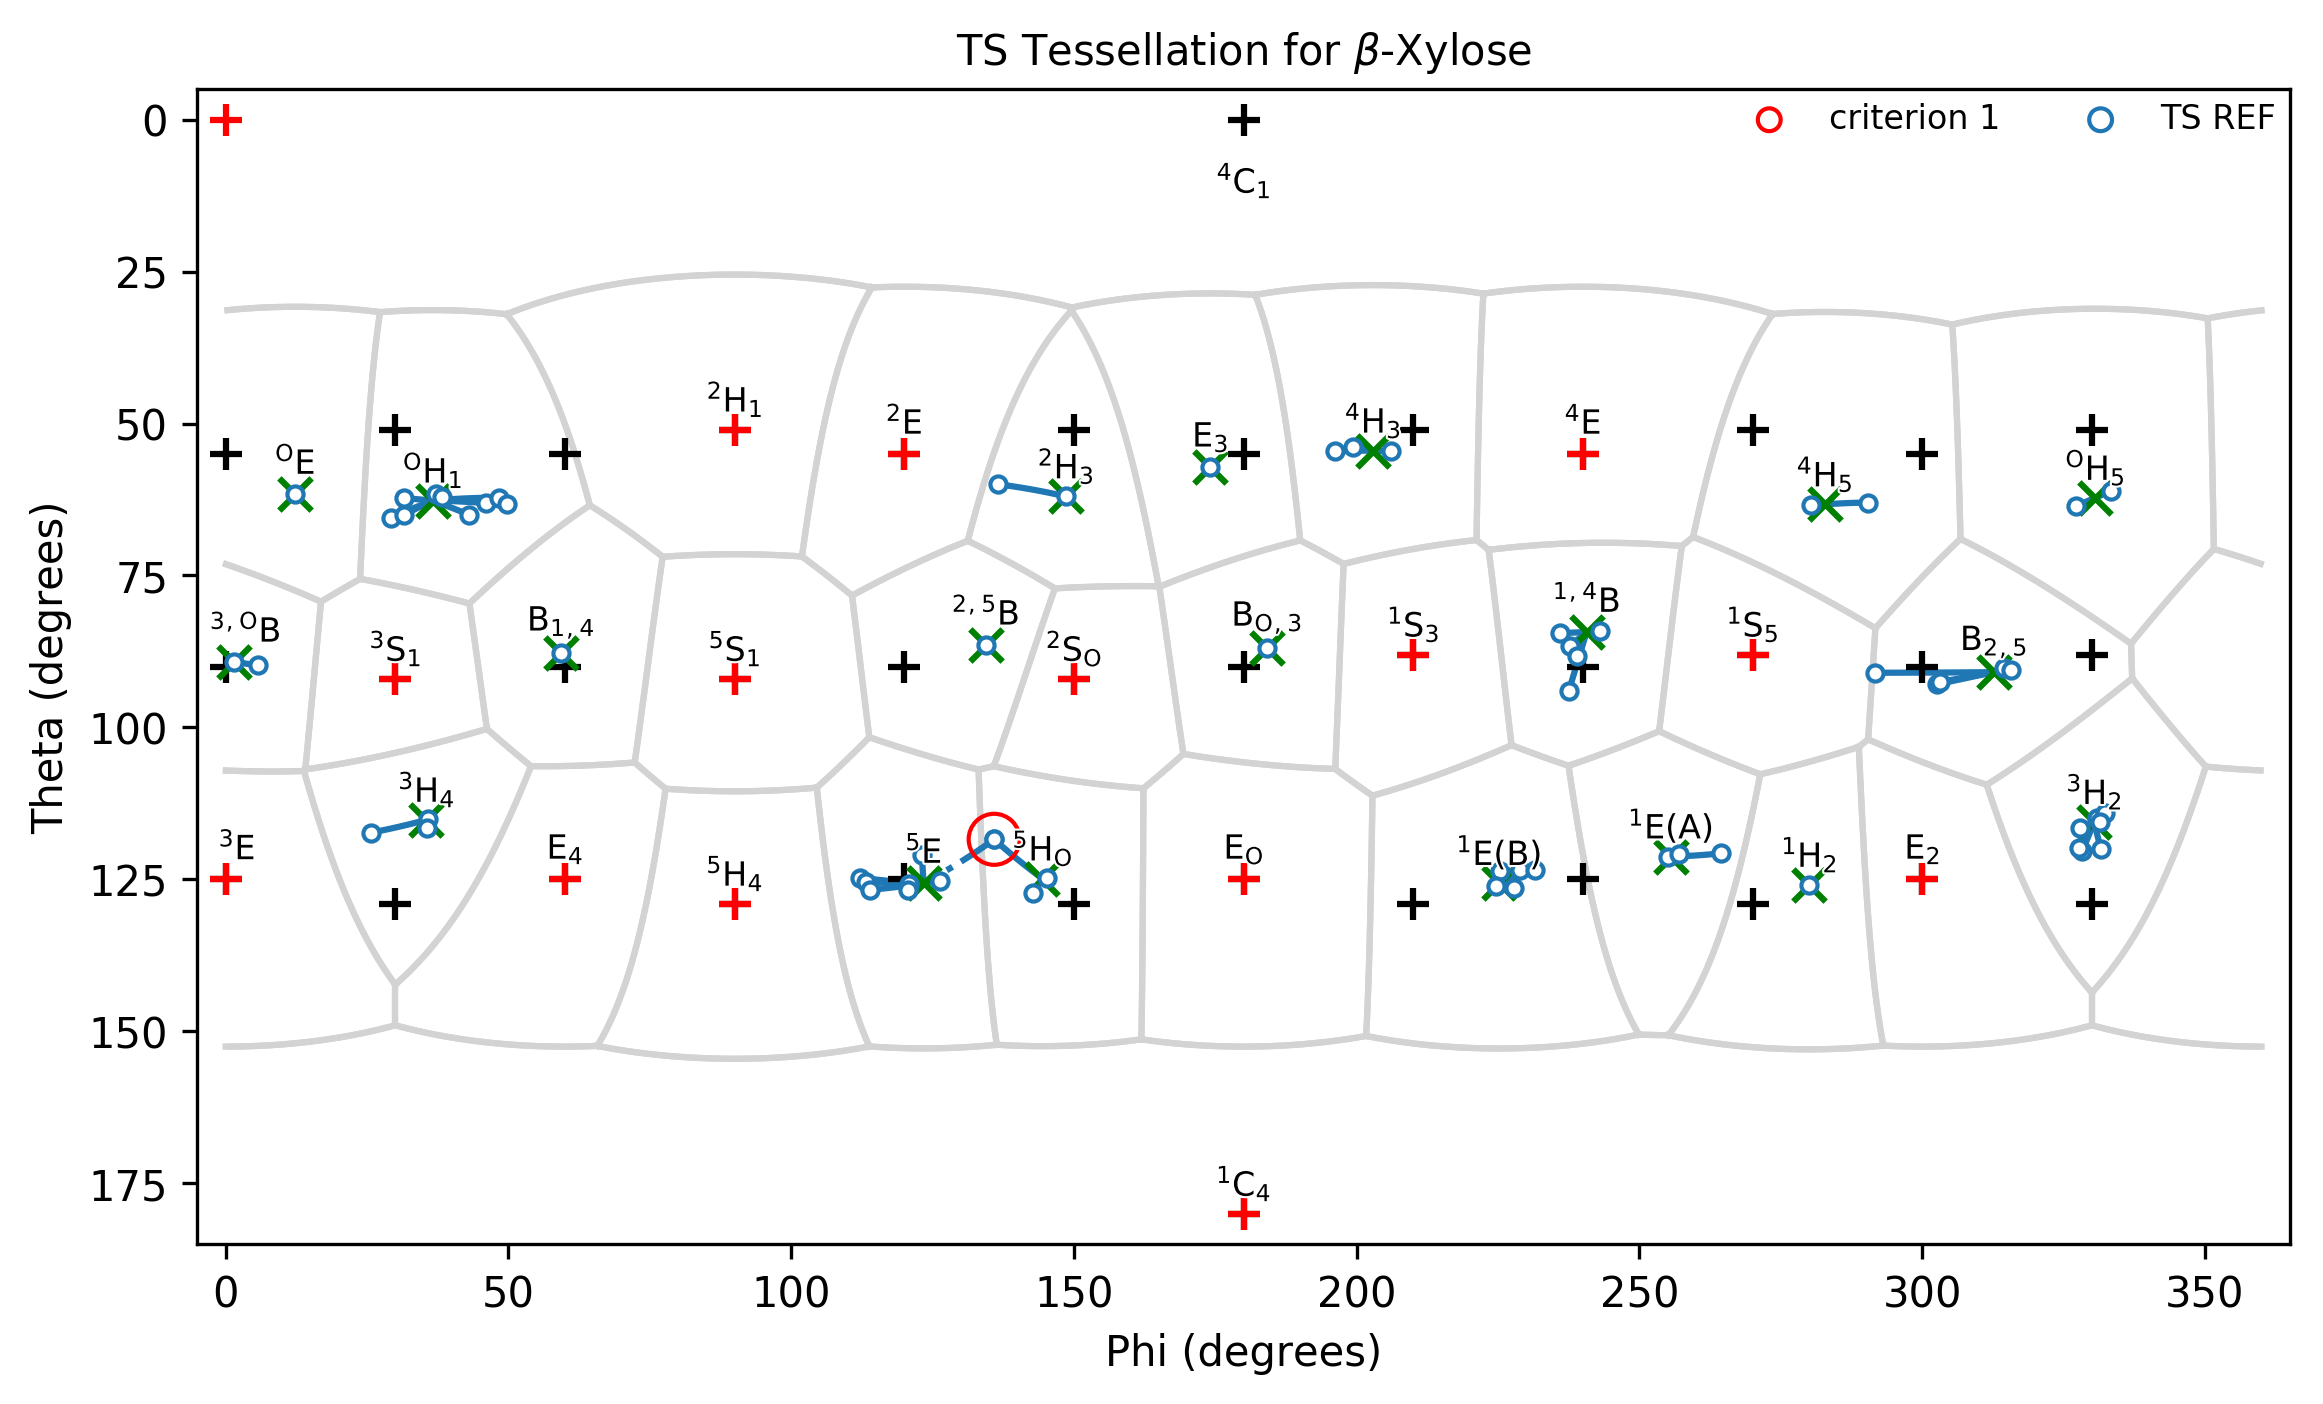 TS Tessellation for β-Xylose
criterion 1 TS REF
⁴C₁
²H₁ ²E ᴼE ᴼH₁ ²H₃ E₃ ⁴H₃ ⁴E ⁴H₅ ᴼH₅
³,ᴼB ³S₁ B₁,₄ ⁵S₁ ²,⁵B ²Sₒ Bₒ,₃ ¹S₃ ¹,⁴B ¹S₅ B₂,₅
³E ³H₄ E₄ ⁵H₄ ⁵E ⁵Hₒ Eₒ ¹E(B) ¹E(A) ¹H₂ E₂ ³H₂
¹C₄
0
25
50
75
100
125
150
175
Theta (degrees)
0 50 100 150 200 250 300 350
Phi (degrees)